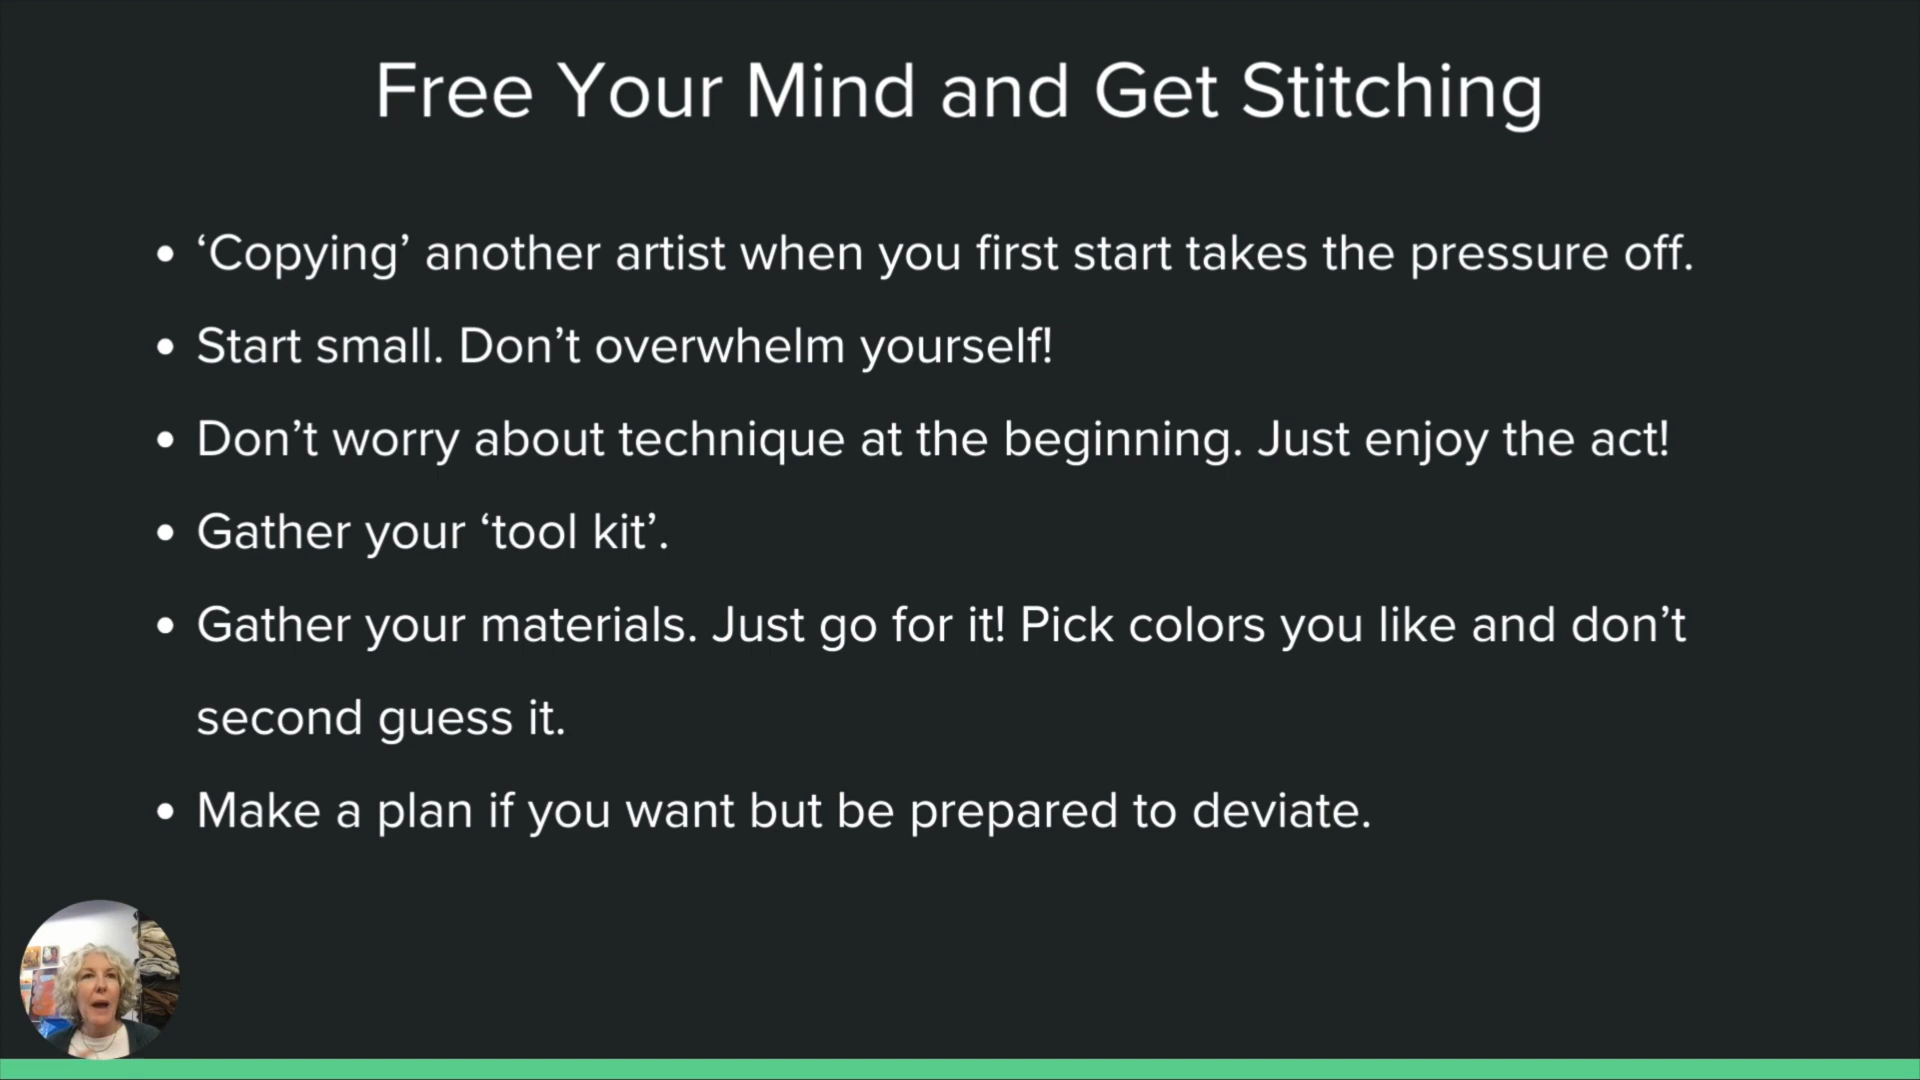 Free Your Mind and Get Stitching
• ‘Copying’ another artist when you first start takes the pressure off.
• Start small. Don’t overwhelm yourself!
• Don’t worry about technique at the beginning. Just enjoy the act!
• Gather your ‘tool kit’.
• Gather your materials. Just go for it! Pick colors you like and don’t
second guess it.
• Make a plan if you want but be prepared to deviate.